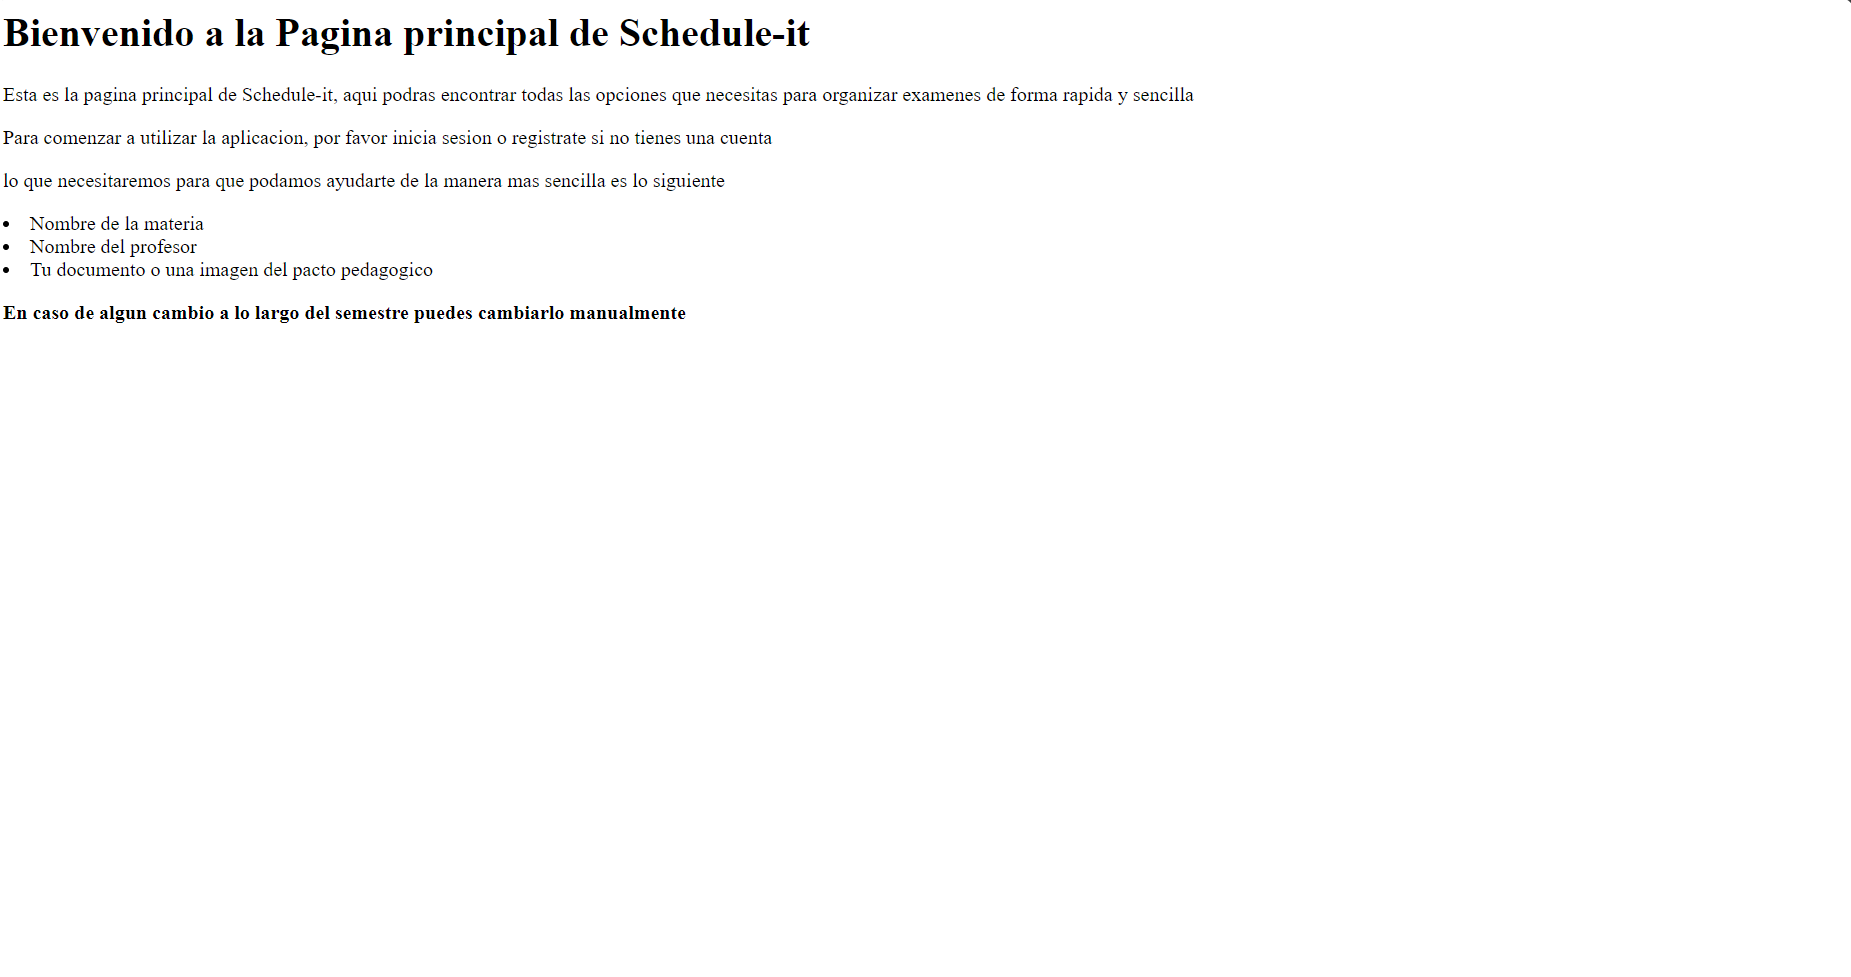 Bienvenido a la Pagina principal de Schedule-it
Esta es la pagina principal de Schedule-it, aqui podras encontrar todas las opciones que necesitas para organizar examenes de forma rapida y sencilla
Para comenzar a utilizar la aplicacion, por favor inicia sesion o registrate si no tienes una cuenta
lo que necesitaremos para que podamos ayudarte de la manera mas sencilla es lo siguiente
• Nombre de la materia
• Nombre del profesor
• Tu documento o una imagen del pacto pedagogico
En caso de algun cambio a lo largo del semestre puedes cambiarlo manualmente